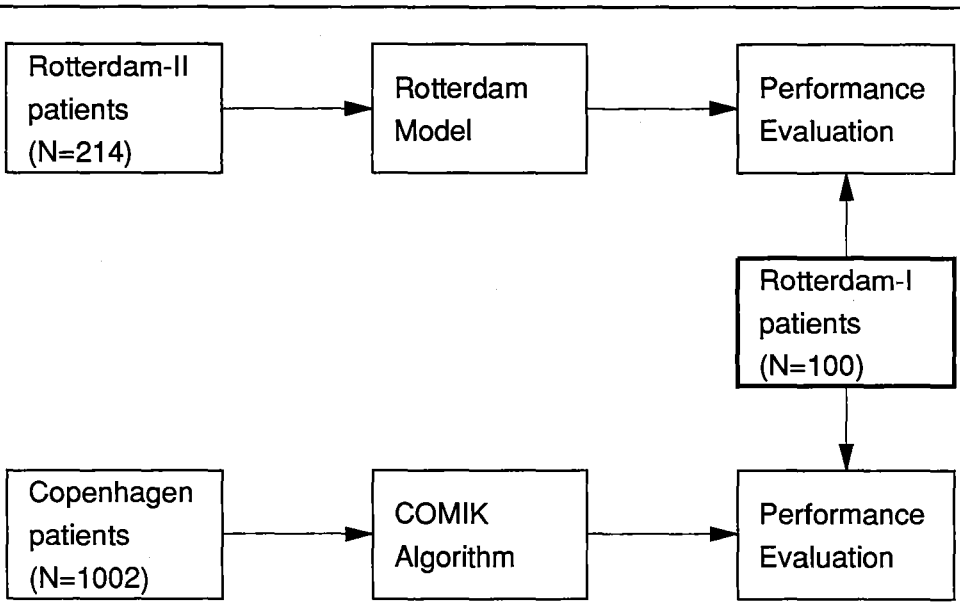 Rotterdam-II
patients
(N=214)
Rotterdam
Model
Performance
Evaluation
Rotterdam-I
patients
(N=100)
Copenhagen
patients
(N=1002)
COMIK
Algorithm
Performance
Evaluation